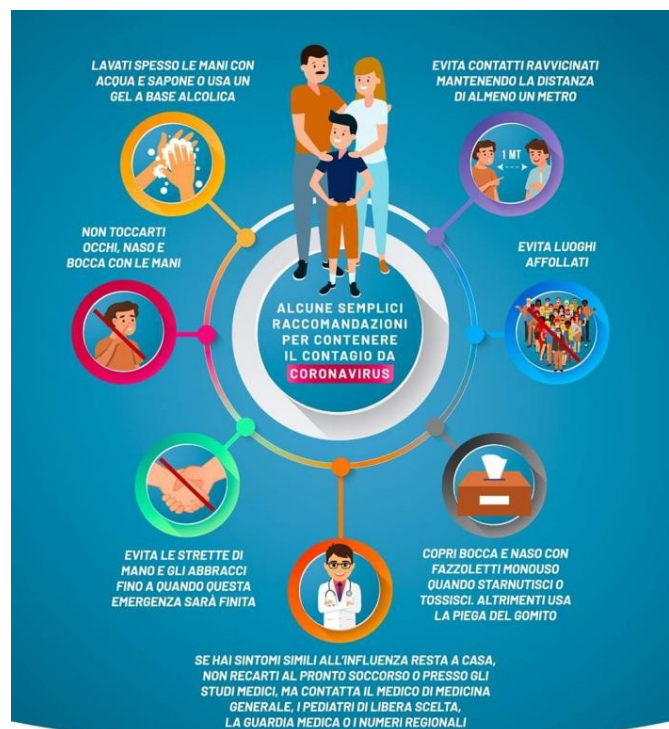 LAVATI SPESSO LE MANI CON
ACQUA E SAPONE O USA UN
GEL A BASE ALCOLICA
EVITA CONTATTI RAVVICINATI
MANTENENDO LA DISTANZA
DI ALMENO UN METRO
1 MT
NON TOCCARTI
OCCHI, NASO E
BOCCA CON LE MANI
EVITA LUOGHI
AFFOLLATI
ALCUNE SEMPLICI
RACCOMANDAZIONI
PER CONTENERE
IL CONTAGIO DA
CORONAVIRUS
EVITA LE STRETTE DI
MANO E GLI ABBRACCI
FINO A QUANDO QUESTA
EMERGENZA SARÀ FINITA
COPRI BOCCA E NASO CON
FAZZOLETTI MONOUSO
QUANDO STARNUTISCI O
TOSSISCI. ALTRIMENTI USA
LA PIEGA DEL GOMITO
SE HAI SINTOMI SIMILI ALL'INFLUENZA RESTA A CASA,
NON RECARTI AL PRONTO SOCCORSO O PRESSO GLI
STUDI MEDICI, MA CONTATTA IL MEDICO DI MEDICINA
GENERALE, I PEDIATRI DI LIBERA SCELTA,
LA GUARDIA MEDICA O I NUMERI REGIONALI